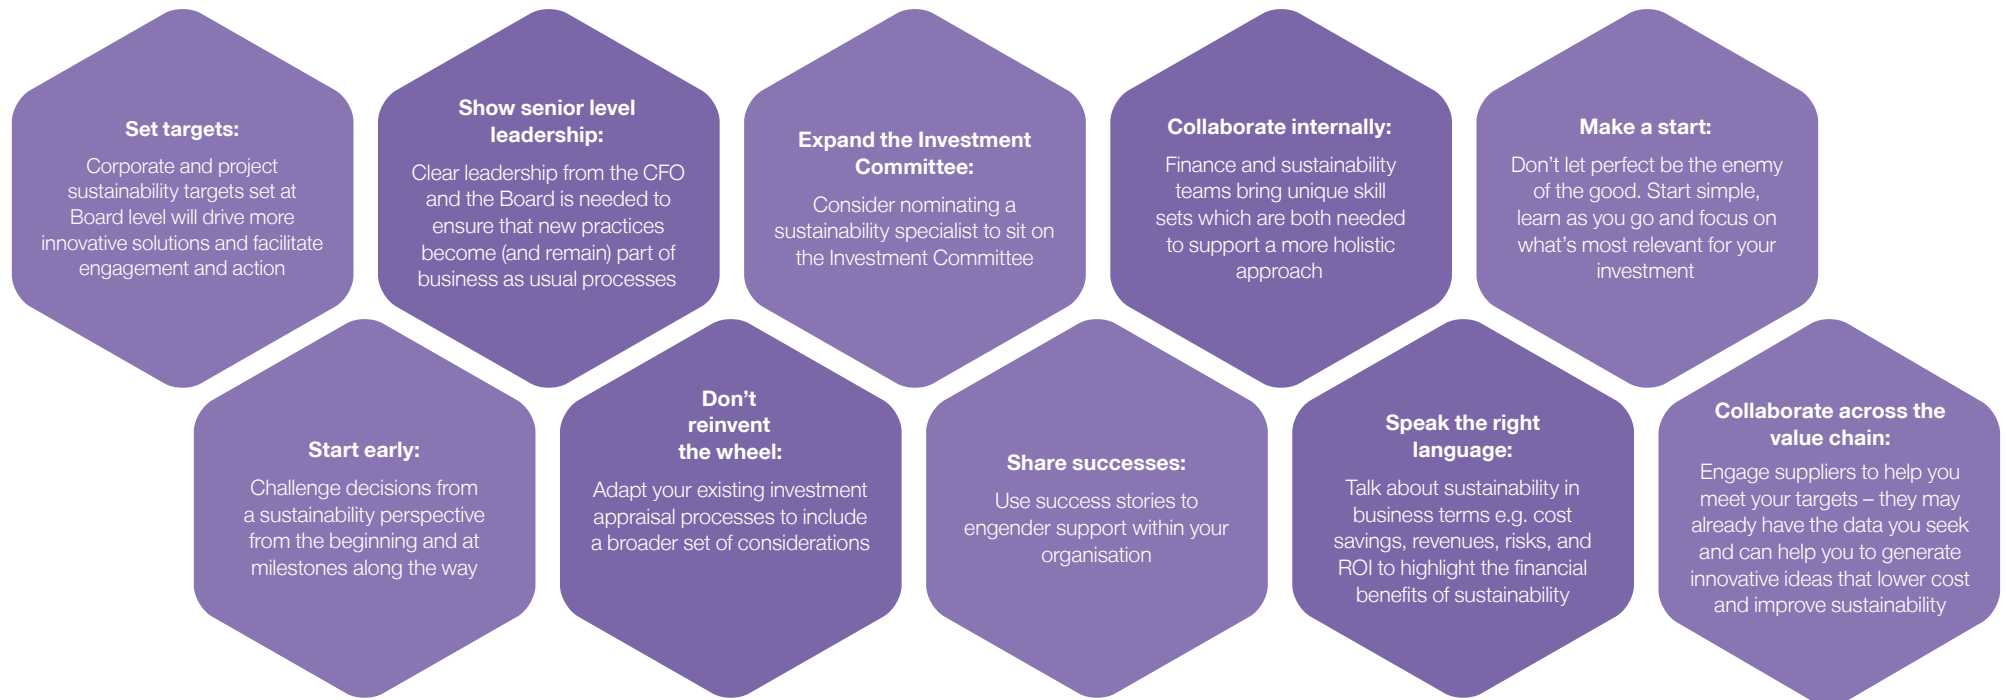 Set targets:
Corporate and project
sustainability targets set at
Board level will drive more
innovative solutions and facilitate
engagement and action
Show senior level
leadership:
Clear leadership from the CFO
and the Board is needed to
ensure that new practices
become (and remain) part of
business as usual processes
Expand the Investment
Committee:
Consider nominating a
sustainability specialist to sit on
the Investment Committee
Collaborate internally:
Finance and sustainability
teams bring unique skill
sets which are both needed
to support a more holistic
approach
Make a start:
Don’t let perfect be the enemy
of the good. Start simple,
learn as you go and focus on
what’s most relevant for your
investment
Start early:
Challenge decisions from
a sustainability perspective
from the beginning and at
milestones along the way
Don’t
reinvent
the wheel:
Adapt your existing investment
appraisal processes to include
a broader set of considerations
Share successes:
Use success stories to
engender support within your
organisation
Speak the right
language:
Talk about sustainability in
business terms e.g. cost
savings, revenues, risks, and
ROI to highlight the financial
benefits of sustainability
Collaborate across the
value chain:
Engage suppliers to help you
meet your targets – they may
already have the data you seek
and can help you to generate
innovative ideas that lower cost
and improve sustainability